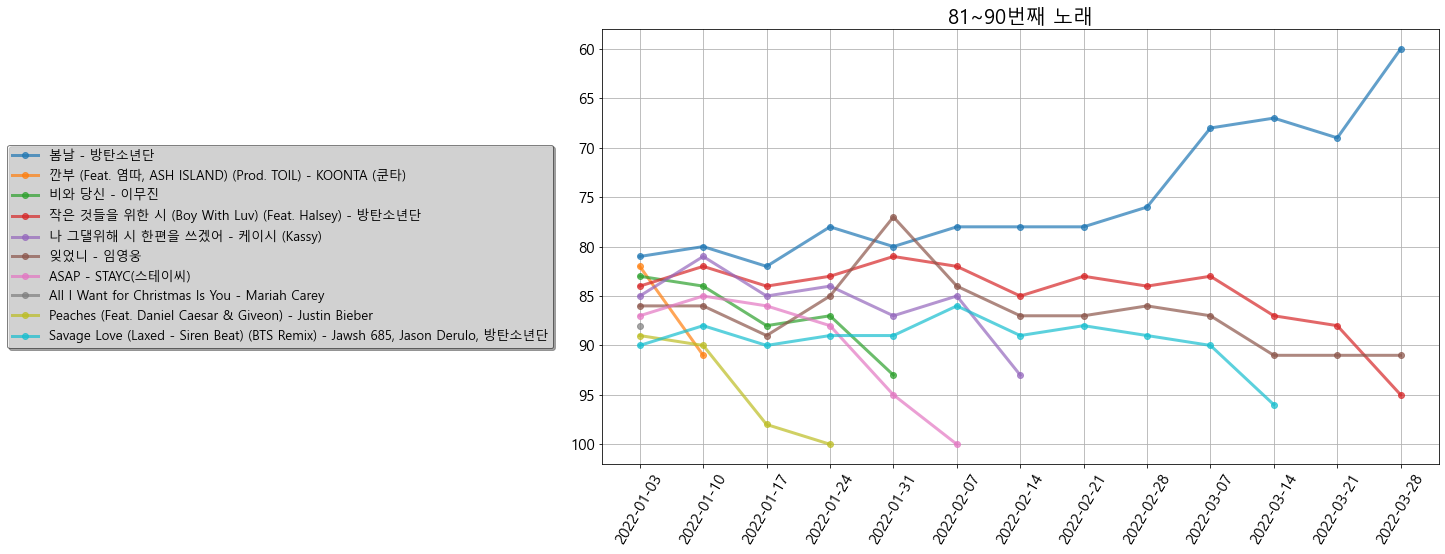 81~90번째 노래
봄날 - 방탄소년단
깐부 (Feat. 염따, ASH ISLAND) (Prod. TOIL) - KOONTA (쿤타)
비와 당신 - 이무진
작은 것들을 위한 시 (Boy With Luv) (Feat. Halsey) - 방탄소년단
나 그댈위해 시 한편을 쓰겠어 - 케이시 (Kassy)
잊었니 - 임영웅
ASAP - STAYC(스테이씨)
All I Want for Christmas Is You - Mariah Carey
Peaches (Feat. Daniel Caesar & Giveon) - Justin Bieber
Savage Love (Laxed - Siren Beat) (BTS Remix) - Jawsh 685, Jason Derulo, 방탄소년단
60
65
70
75
80
85
90
95
100
2022-01-03
2022-01-10
2022-01-17
2022-01-24
2022-01-31
2022-02-07
2022-02-14
2022-02-21
2022-02-28
2022-03-07
2022-03-14
2022-03-21
2022-03-28